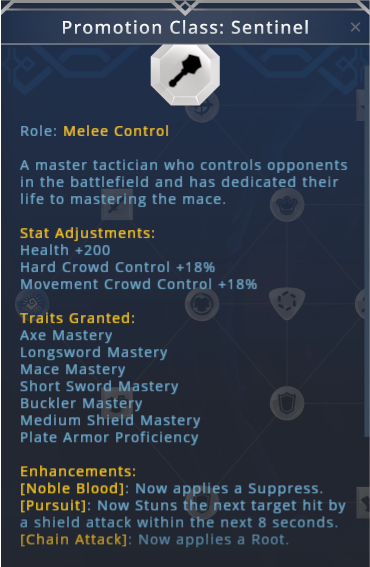 Promotion Class: Sentinel
Role: Melee Control
A master tactician who controls opponents
in the battlefield and has dedicated their
life to mastering the mace.
Stat Adjustments:
Health +200
Hard Crowd Control +18%
Movement Crowd Control +18%
Traits Granted:
Axe Mastery
Longsword Mastery
Mace Mastery
Short Sword Mastery
Buckler Mastery
Medium Shield Mastery
Plate Armor Proficiency
Enhancements:
[Noble Blood]: Now applies a Suppress.
[Pursuit]: Now Stuns the next target hit by
a shield attack within the next 8 seconds.
[Chain Attack]: Now applies a Root.